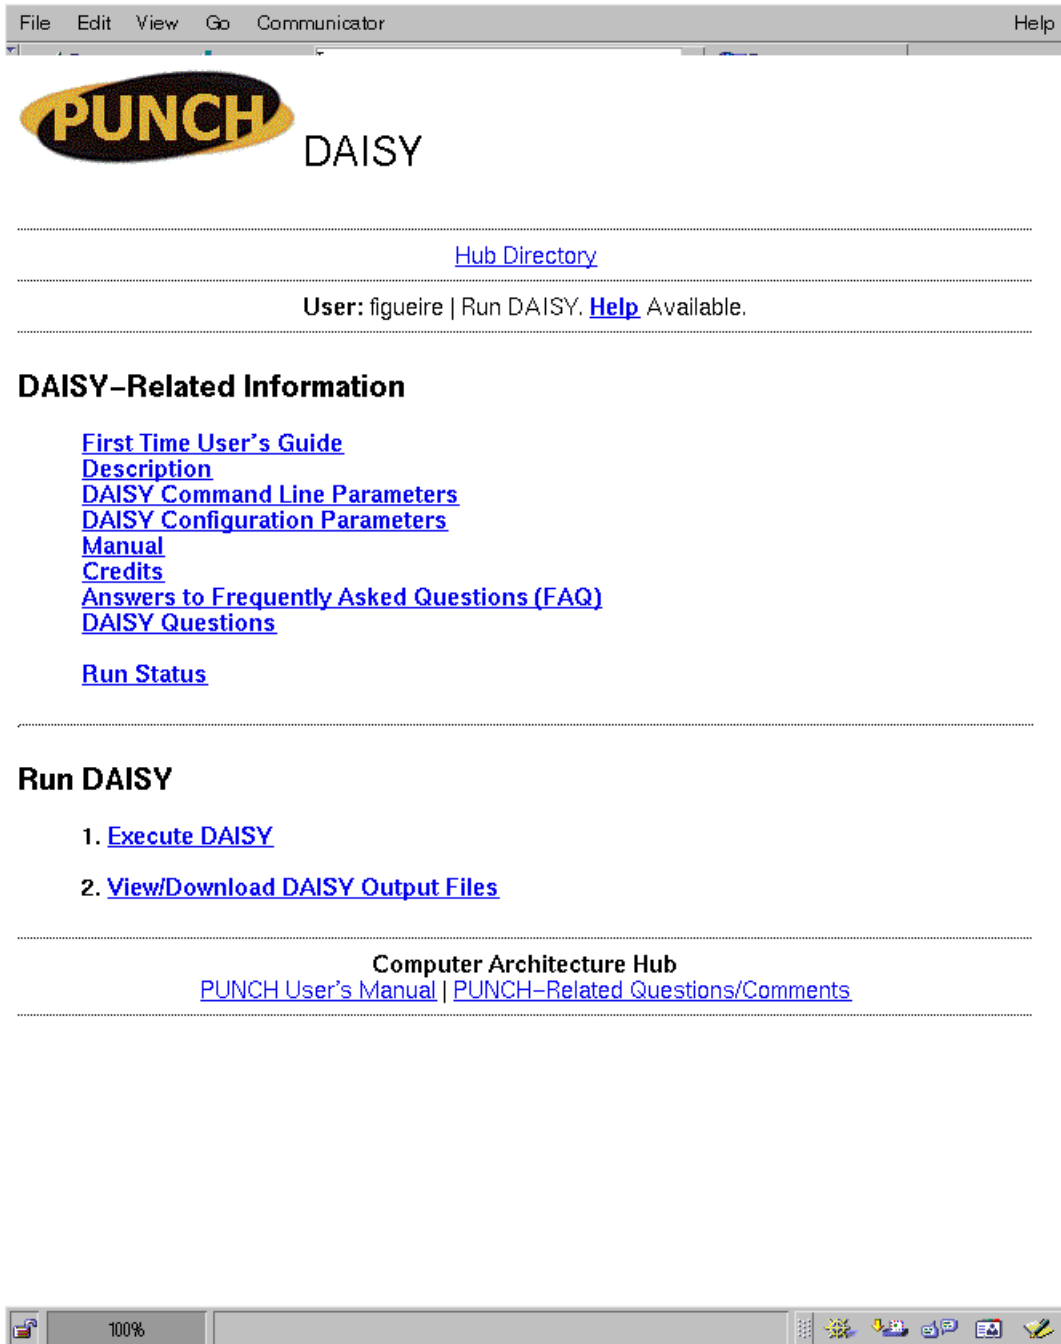 File Edit View Go Communicator Help
PUNCH DAISY
Hub Directory
User: figueire | Run DAISY. Help Available.
DAISY-Related Information
First Time User's Guide
Description
DAISY Command Line Parameters
DAISY Configuration Parameters
Manual
Credits
Answers to Frequently Asked Questions (FAQ)
DAISY Questions
Run Status
Run DAISY
1. Execute DAISY
2. View/Download DAISY Output Files
Computer Architecture Hub
PUNCH User's Manual | PUNCH-Related Questions/Comments
100%